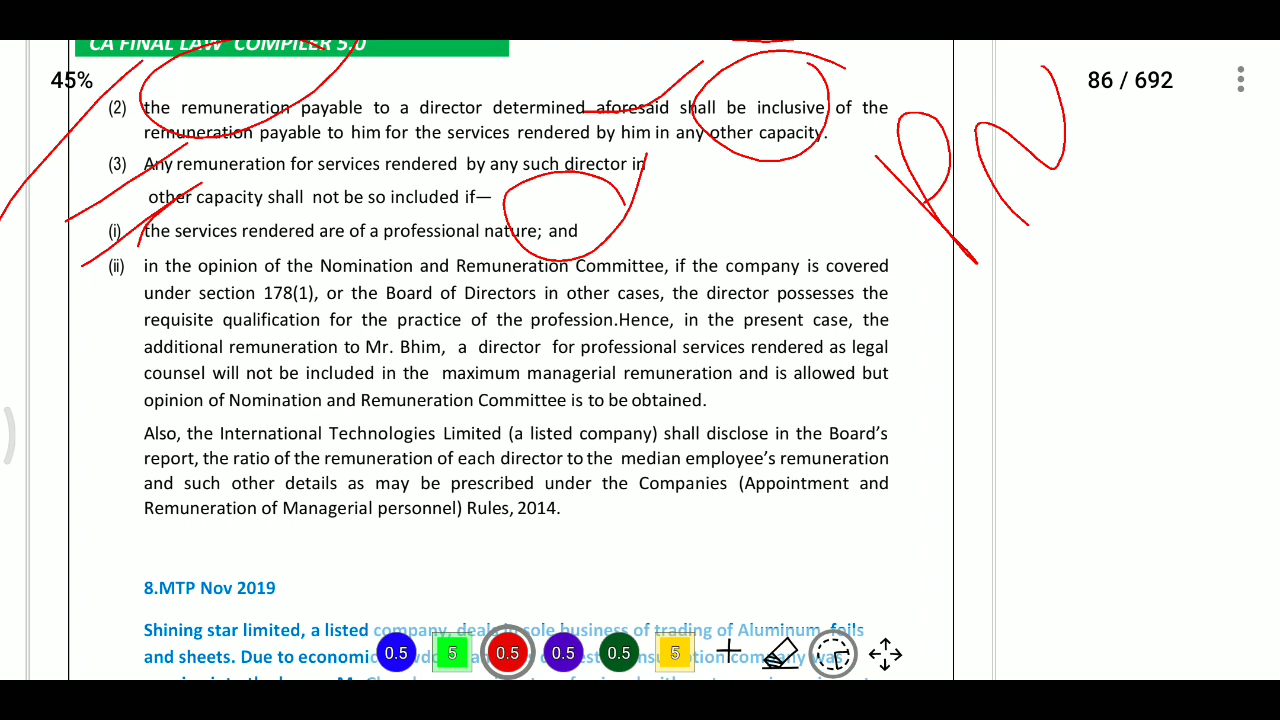 CA FINAL LAW COMPILER 5.0
45%
86 / 692
(2) the remuneration payable to a director determined aforesaid shall be inclusive of the
remuneration payable to him for the services rendered by him in any other capacity.
(3) Any remuneration for services rendered by any such director in
other capacity shall not be so included if—
(i) the services rendered are of a professional nature; and
(ii) in the opinion of the Nomination and Remuneration Committee, if the company is covered
under section 178(1), or the Board of Directors in other cases, the director possesses the
requisite qualification for the practice of the profession.Hence, in the present case, the
additional remuneration to Mr. Bhim, a director for professional services rendered as legal
counsel will not be included in the maximum managerial remuneration and is allowed but
opinion of Nomination and Remuneration Committee is to be obtained.
Also, the International Technologies Limited (a listed company) shall disclose in the Board's
report, the ratio of the remuneration of each director to the median employee's remuneration
and such other details as may be prescribed under the Companies (Appointment and
Remuneration of Managerial personnel) Rules, 2014.
8.MTP Nov 2019
Shining star limited, a listed company, deals sole business of trading of Aluminum foils
and sheets. Due to economic company was
0.5 5 0.5 0.5 0.5 5